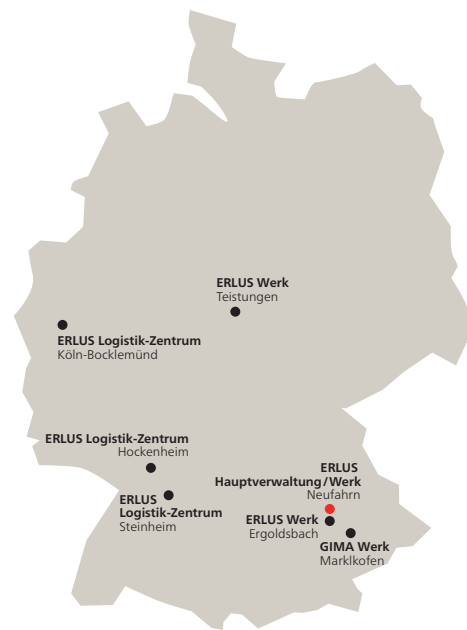 ERLUS Werk
Teistungen
ERLUS Logistik-Zentrum
Köln-Bocklemünd
ERLUS Logistik-Zentrum
Hockenheim
ERLUS
Logistik-Zentrum
Steinheim
ERLUS
Hauptverwaltung/Werk
Neufahrn
ERLUS Werk
Ergoldsbach
GIMA Werk
Marklkofen